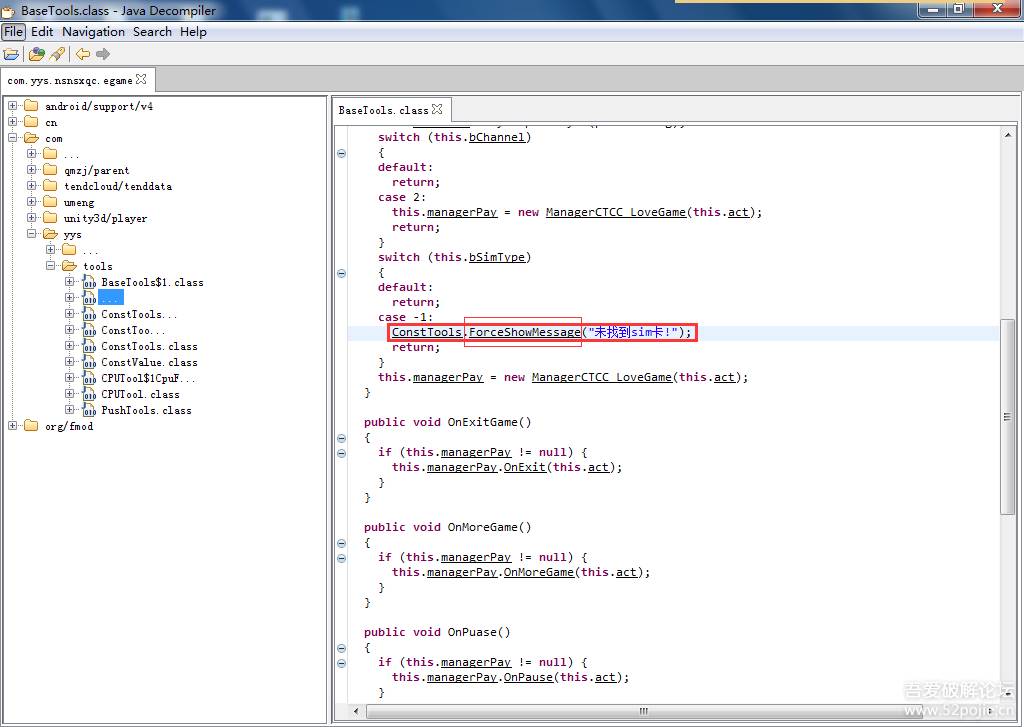 BaseTools.class - Java Decompiler
File Edit Navigation Search Help
com.yys.nsnsxqc.egame
android/support/v4
cn
com
...
qmzj/parent
tendcloud/tenddata
umeng
unity3d/player
yys
...
tools
BaseTools$1.class
...
ConstTools...
ConstToo...
ConstTools.class
ConstValue.class
CPUTool$1CpuF...
CPUTool.class
PushTools.class
org/fmod
BaseTools.class
switch (this.bChannel)
{
default:
return;
case 2:
this.managerPay = new ManagerCTCC_LoveGame(this.act);
return;
}
switch (this.bSimType)
{
default:
return;
case -1:
ConstTools.ForceShowMessage("未找到sim卡!");
return;
}
this.managerPay = new ManagerCTCC_LoveGame(this.act);
}
public void OnExitGame()
{
if (this.managerPay != null) {
this.managerPay.OnExit(this.act);
}
}
public void OnMoreGame()
{
if (this.managerPay != null) {
this.managerPay.OnMoreGame(this.act);
}
}
public void OnPuase()
{
if (this.managerPay != null) {
this.managerPay.OnPause(this.act);
}
吾爱破解论坛
www.52pojie.cn